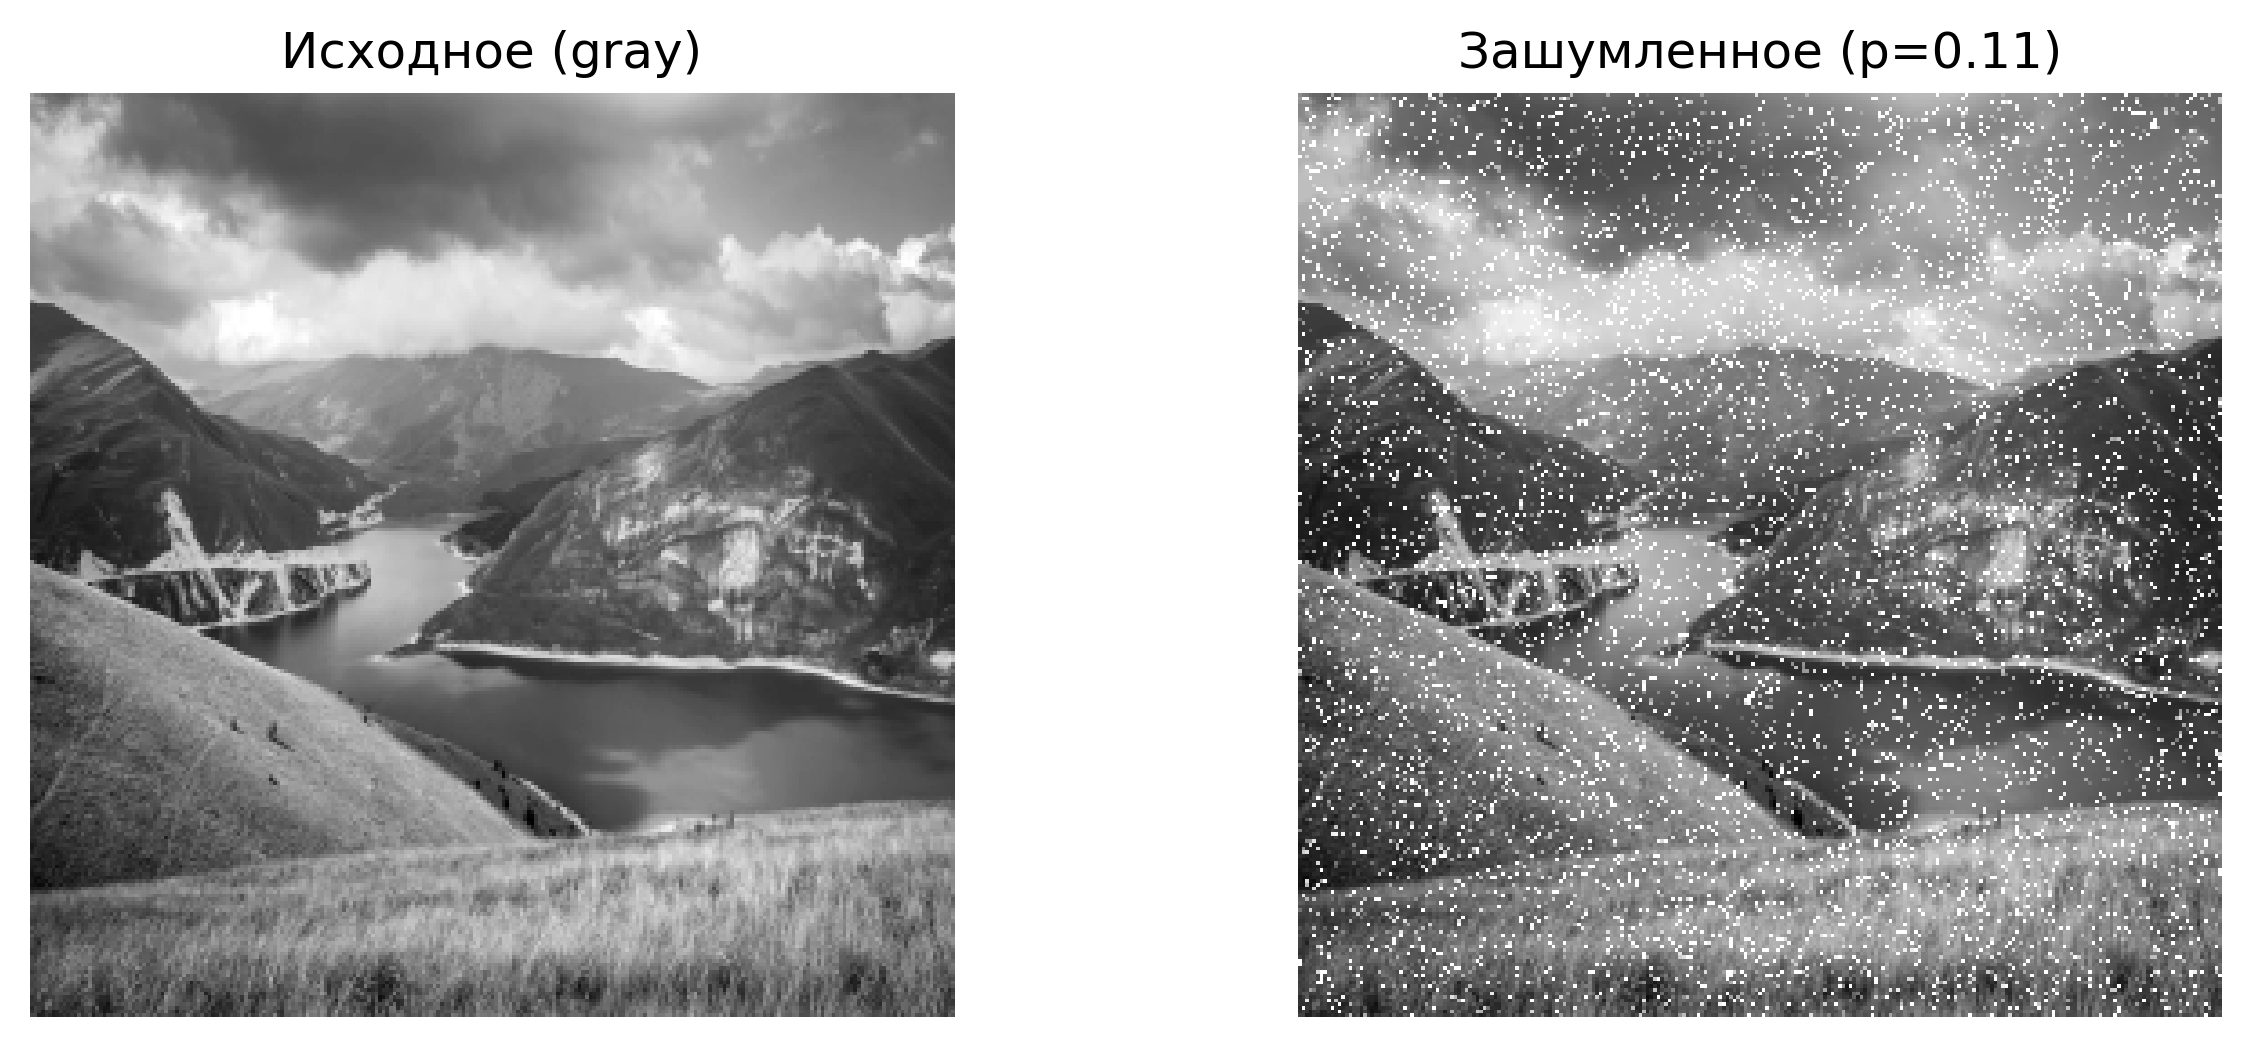 Исходное (gray)
Зашумленное (p=0.11)